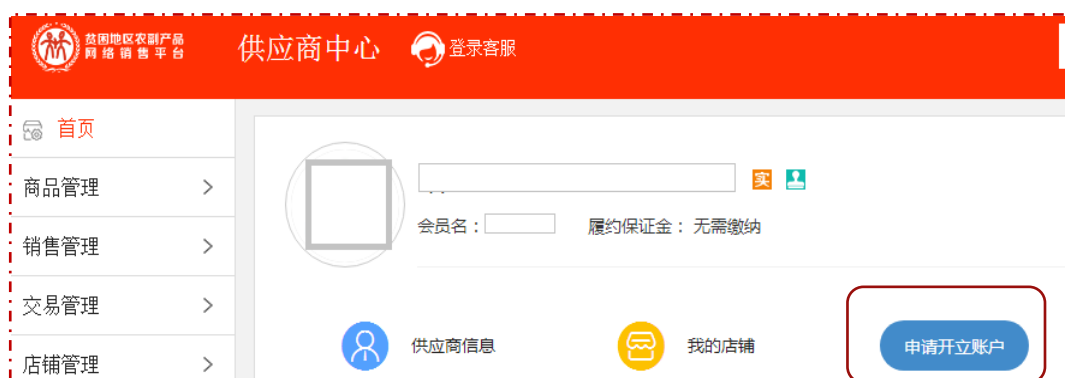 贫困地区农副产品
网络销售平台
供应商中心
登录客服
首页
商品管理
实
会员名：
履约保证金： 无需缴纳
销售管理
交易管理
供应商信息
我的店铺
申请开立账户
店铺管理